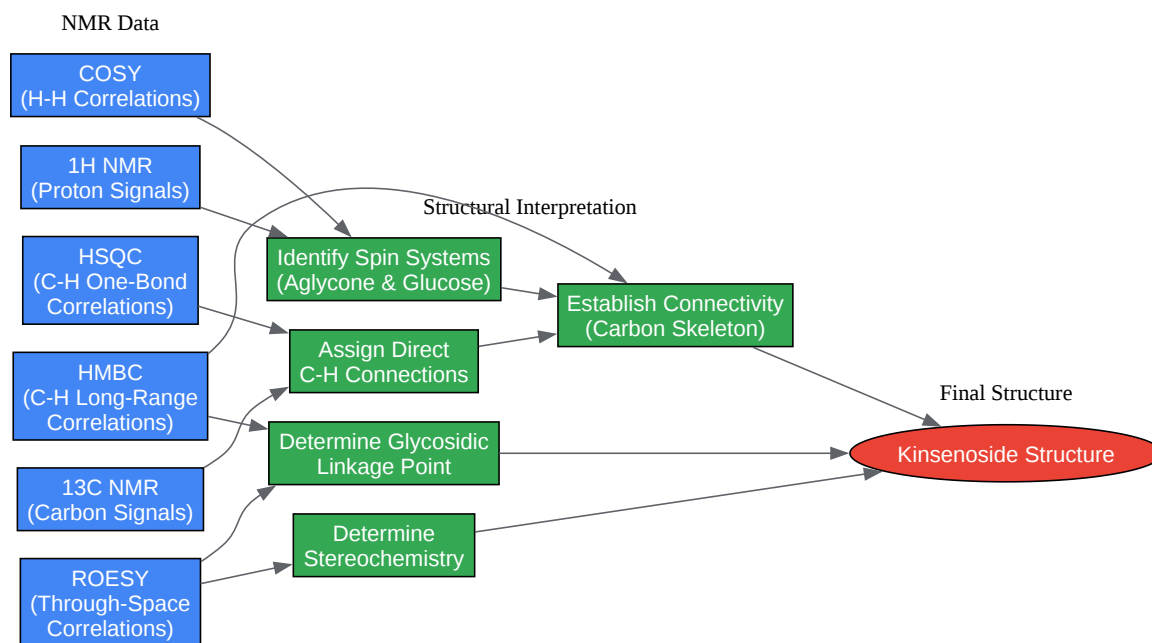 NMR Data
COSY
(H-H Correlations)
1H NMR
(Proton Signals)
HSQC
(C-H One-Bond
Correlations)
HMBC
(C-H Long-Range
Correlations)
13C NMR
(Carbon Signals)
ROESY
(Through-Space
Correlations)
Structural Interpretation
Identify Spin Systems
(Aglycone & Glucose)
Assign Direct
C-H Connections
Determine Glycosidic
Linkage Point
Determine
Stereochemistry
Establish Connectivity
(Carbon Skeleton)
Final Structure
Kinsenoside Structure